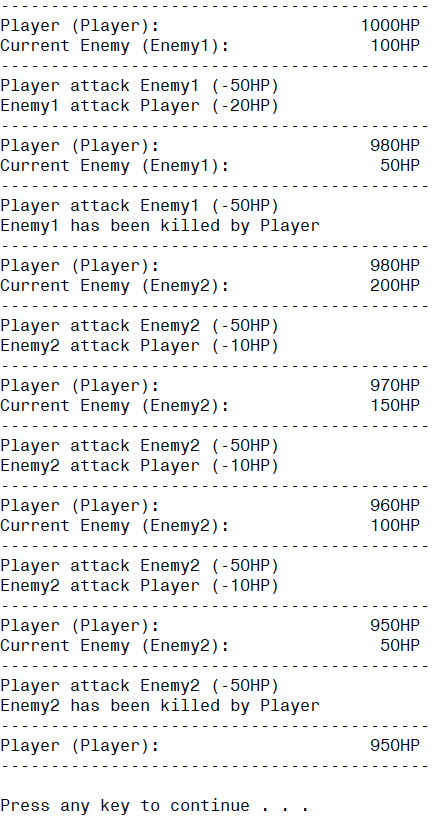 -------------------------------------------
Player (Player):                    1000HP
Current Enemy (Enemy1):              100HP
-------------------------------------------
Player attack Enemy1 (-50HP)
Enemy1 attack Player (-20HP)
-------------------------------------------
Player (Player):                     980HP
Current Enemy (Enemy1):               50HP
-------------------------------------------
Player attack Enemy1 (-50HP)
Enemy1 has been killed by Player
-------------------------------------------
Player (Player):                     980HP
Current Enemy (Enemy2):              200HP
-------------------------------------------
Player attack Enemy2 (-50HP)
Enemy2 attack Player (-10HP)
-------------------------------------------
Player (Player):                     970HP
Current Enemy (Enemy2):              150HP
-------------------------------------------
Player attack Enemy2 (-50HP)
Enemy2 attack Player (-10HP)
-------------------------------------------
Player (Player):                     960HP
Current Enemy (Enemy2):              100HP
-------------------------------------------
Player attack Enemy2 (-50HP)
Enemy2 attack Player (-10HP)
-------------------------------------------
Player (Player):                     950HP
Current Enemy (Enemy2):               50HP
-------------------------------------------
Player attack Enemy2 (-50HP)
Enemy2 has been killed by Player
-------------------------------------------
Player (Player):                     950HP
-------------------------------------------
Press any key to continue . . .